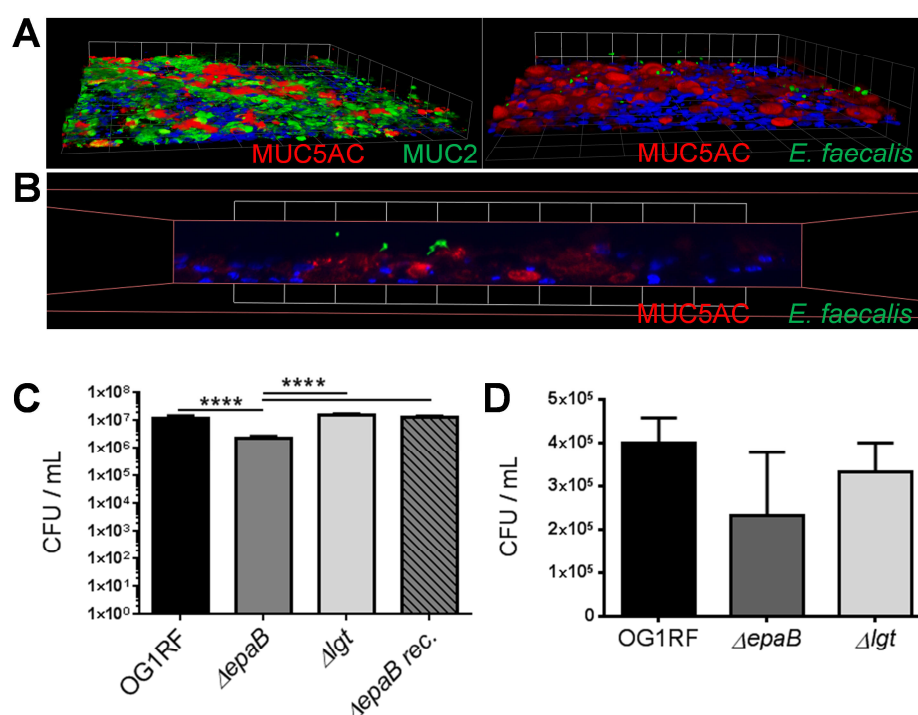 A
MUC5AC MUC2
MUC5AC E. faecalis
B
MUC5AC E. faecalis
C
**** ****
CFU / mL
1×10⁸
1×10⁷
1×10⁶
1×10⁵
1×10⁴
1×10³
1×10²
1×10¹
1×10⁰
OG1RF
ΔepaB
Δlgt
ΔepaB rec.
D
CFU / mL
5×10⁵
4×10⁵
3×10⁵
2×10⁵
1×10⁵
0
OG1RF
ΔepaB
Δlgt